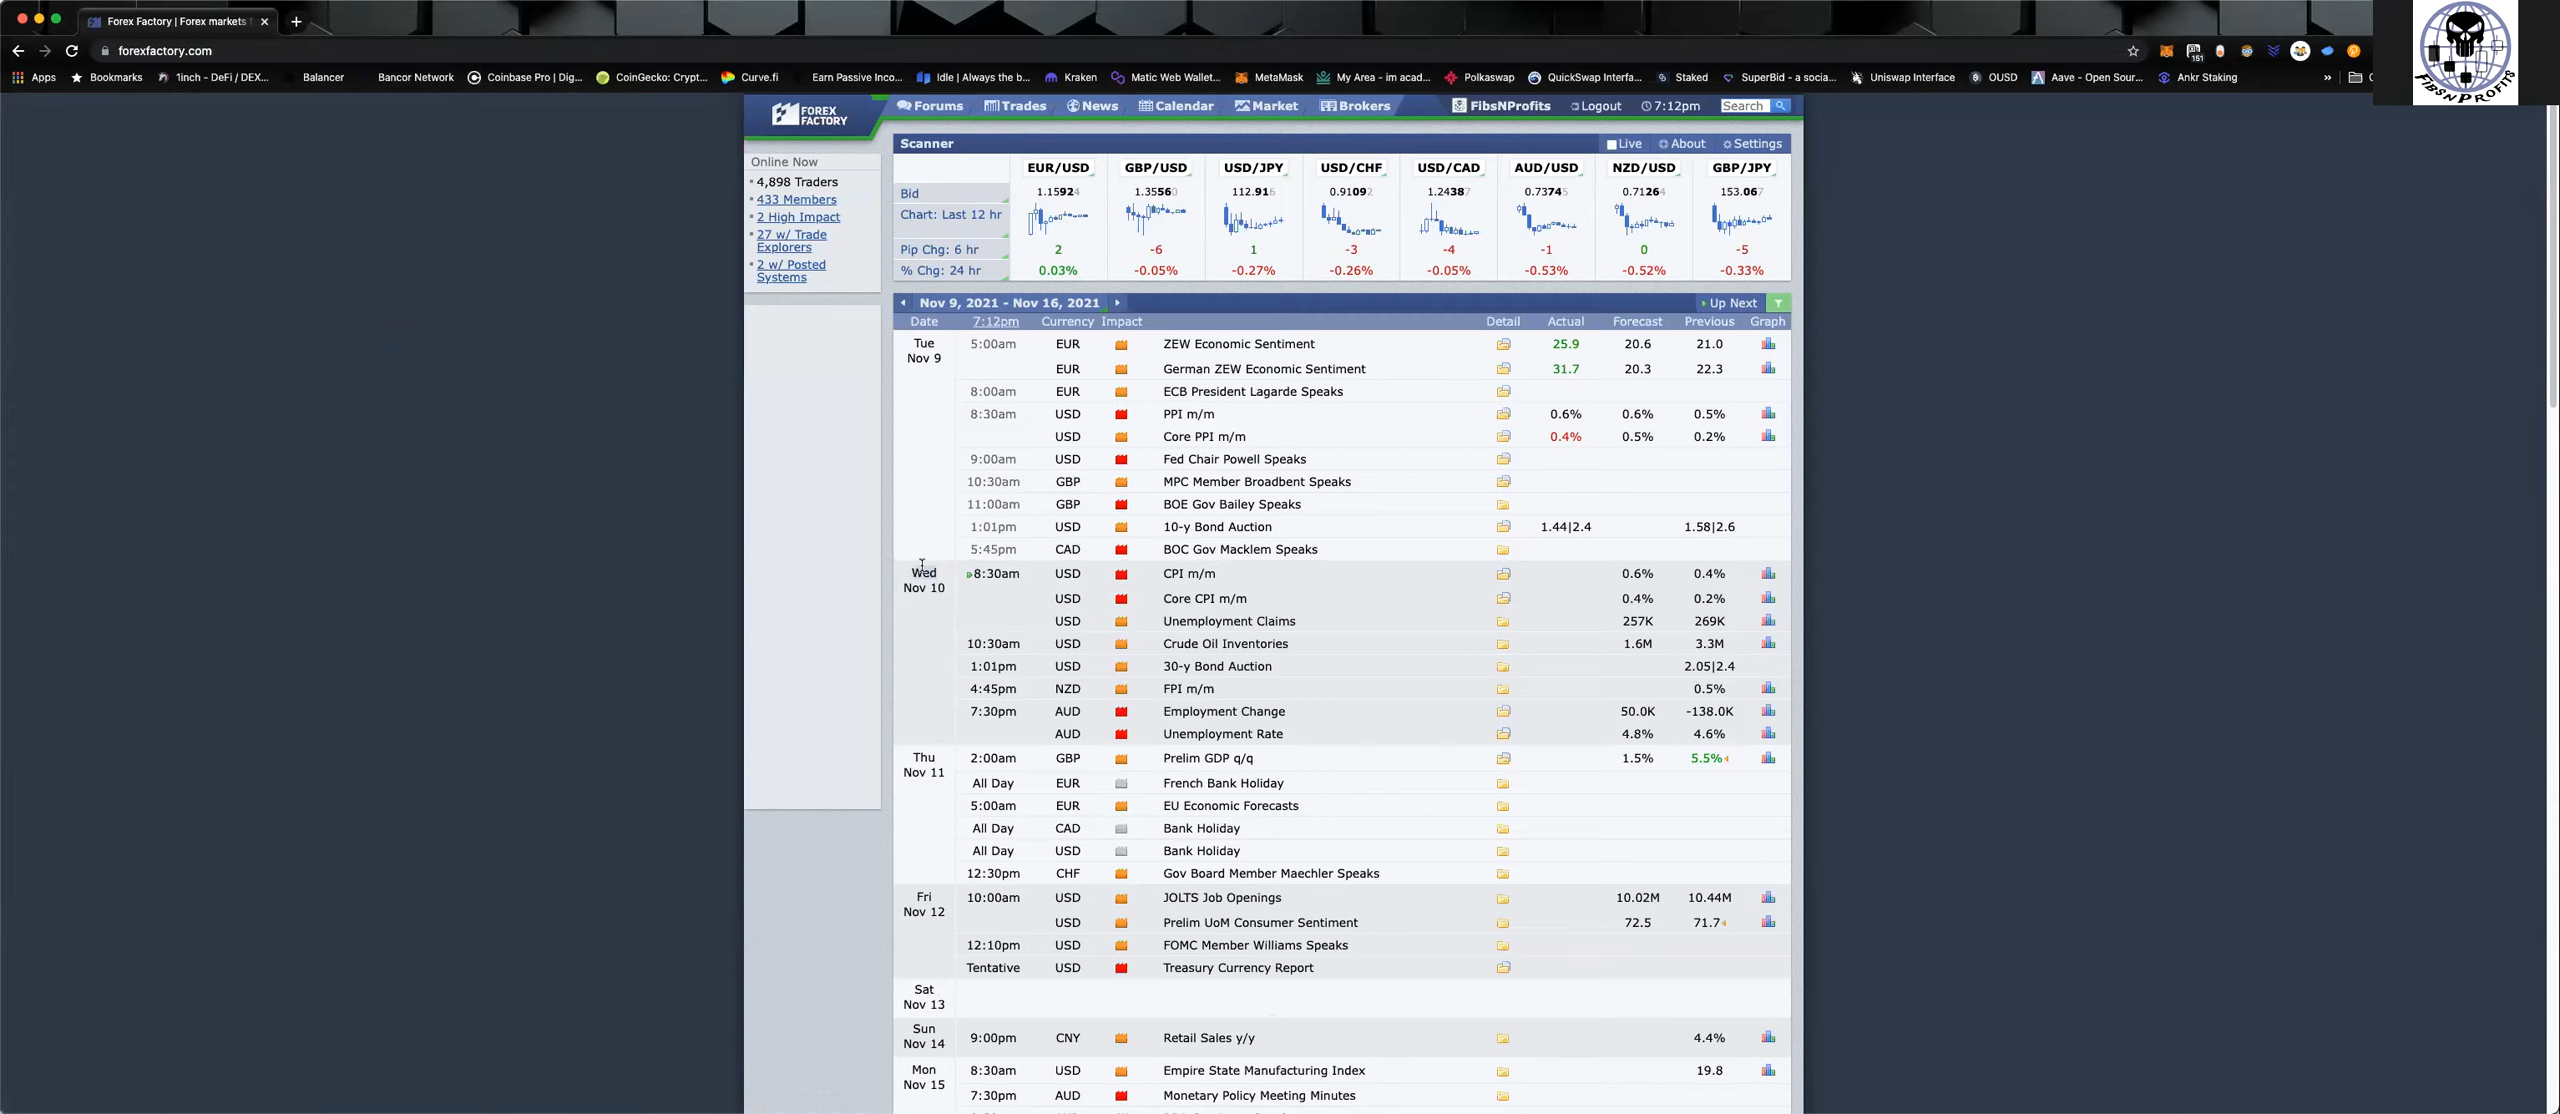 Forex Factory | Forex markets
forexfactory.com
Apps Bookmarks 1inch - DeFi / DEX... Balancer Bancor Network Coinbase Pro | Dig... CoinGecko: Crypt... Curve.fi Earn Passive Inco... Idle | Always the b... Kraken Matic Web Wallet... MetaMask My Area - im acad... Polkaswap QuickSwap Interfa... Staked SuperBid - a socia... Uniswap Interface OUSD Aave - Open Sour... Ankr Staking »
FIBSNPROFITS
FOREX FACTORY
Forums Trades News Calendar Market Brokers FibsNProfits Logout 7:12pm Search
Online Now
4,898 Traders
433 Members
2 High Impact
27 w/ Trade
Explorers
2 w/ Posted
Systems
Scanner Live About Settings
EUR/USD GBP/USD USD/JPY USD/CHF USD/CAD AUD/USD NZD/USD GBP/JPY
Bid 1.15924 1.35560 112.916 0.91092 1.24387 0.73745 0.71264 153.067
Chart: Last 12 hr
Pip Chg: 6 hr 2 -6 1 -3 -4 -1 0 -5
% Chg: 24 hr 0.03% -0.05% -0.27% -0.26% -0.05% -0.53% -0.52% -0.33%
Nov 9, 2021 - Nov 16, 2021 Up Next
Date 7:12pm Currency Impact Detail Actual Forecast Previous Graph
Tue Nov 9 5:00am EUR ZEW Economic Sentiment 25.9 20.6 21.0
EUR German ZEW Economic Sentiment 31.7 20.3 22.3
8:00am EUR ECB President Lagarde Speaks
8:30am USD PPI m/m 0.6% 0.6% 0.5%
USD Core PPI m/m 0.4% 0.5% 0.2%
9:00am USD Fed Chair Powell Speaks
10:30am GBP MPC Member Broadbent Speaks
11:00am GBP BOE Gov Bailey Speaks
1:01pm USD 10-y Bond Auction 1.44|2.4 1.58|2.6
5:45pm CAD BOC Gov Macklem Speaks
Wed Nov 10 8:30am USD CPI m/m 0.6% 0.4%
USD Core CPI m/m 0.4% 0.2%
USD Unemployment Claims 257K 269K
10:30am USD Crude Oil Inventories 1.6M 3.3M
1:01pm USD 30-y Bond Auction 2.05|2.4
4:45pm NZD FPI m/m 0.5%
7:30pm AUD Employment Change 50.0K -138.0K
AUD Unemployment Rate 4.8% 4.6%
Thu Nov 11 2:00am GBP Prelim GDP q/q 1.5% 5.5%
All Day EUR French Bank Holiday
5:00am EUR EU Economic Forecasts
All Day CAD Bank Holiday
All Day USD Bank Holiday
12:30pm CHF Gov Board Member Maechler Speaks
Fri Nov 12 10:00am USD JOLTS Job Openings 10.02M 10.44M
USD Prelim UoM Consumer Sentiment 72.5 71.7
12:10pm USD FOMC Member Williams Speaks
Tentative USD Treasury Currency Report
Sat Nov 13
Sun Nov 14 9:00pm CNY Retail Sales y/y 4.4%
Mon Nov 15 8:30am USD Empire State Manufacturing Index 19.8
7:30pm AUD Monetary Policy Meeting Minutes